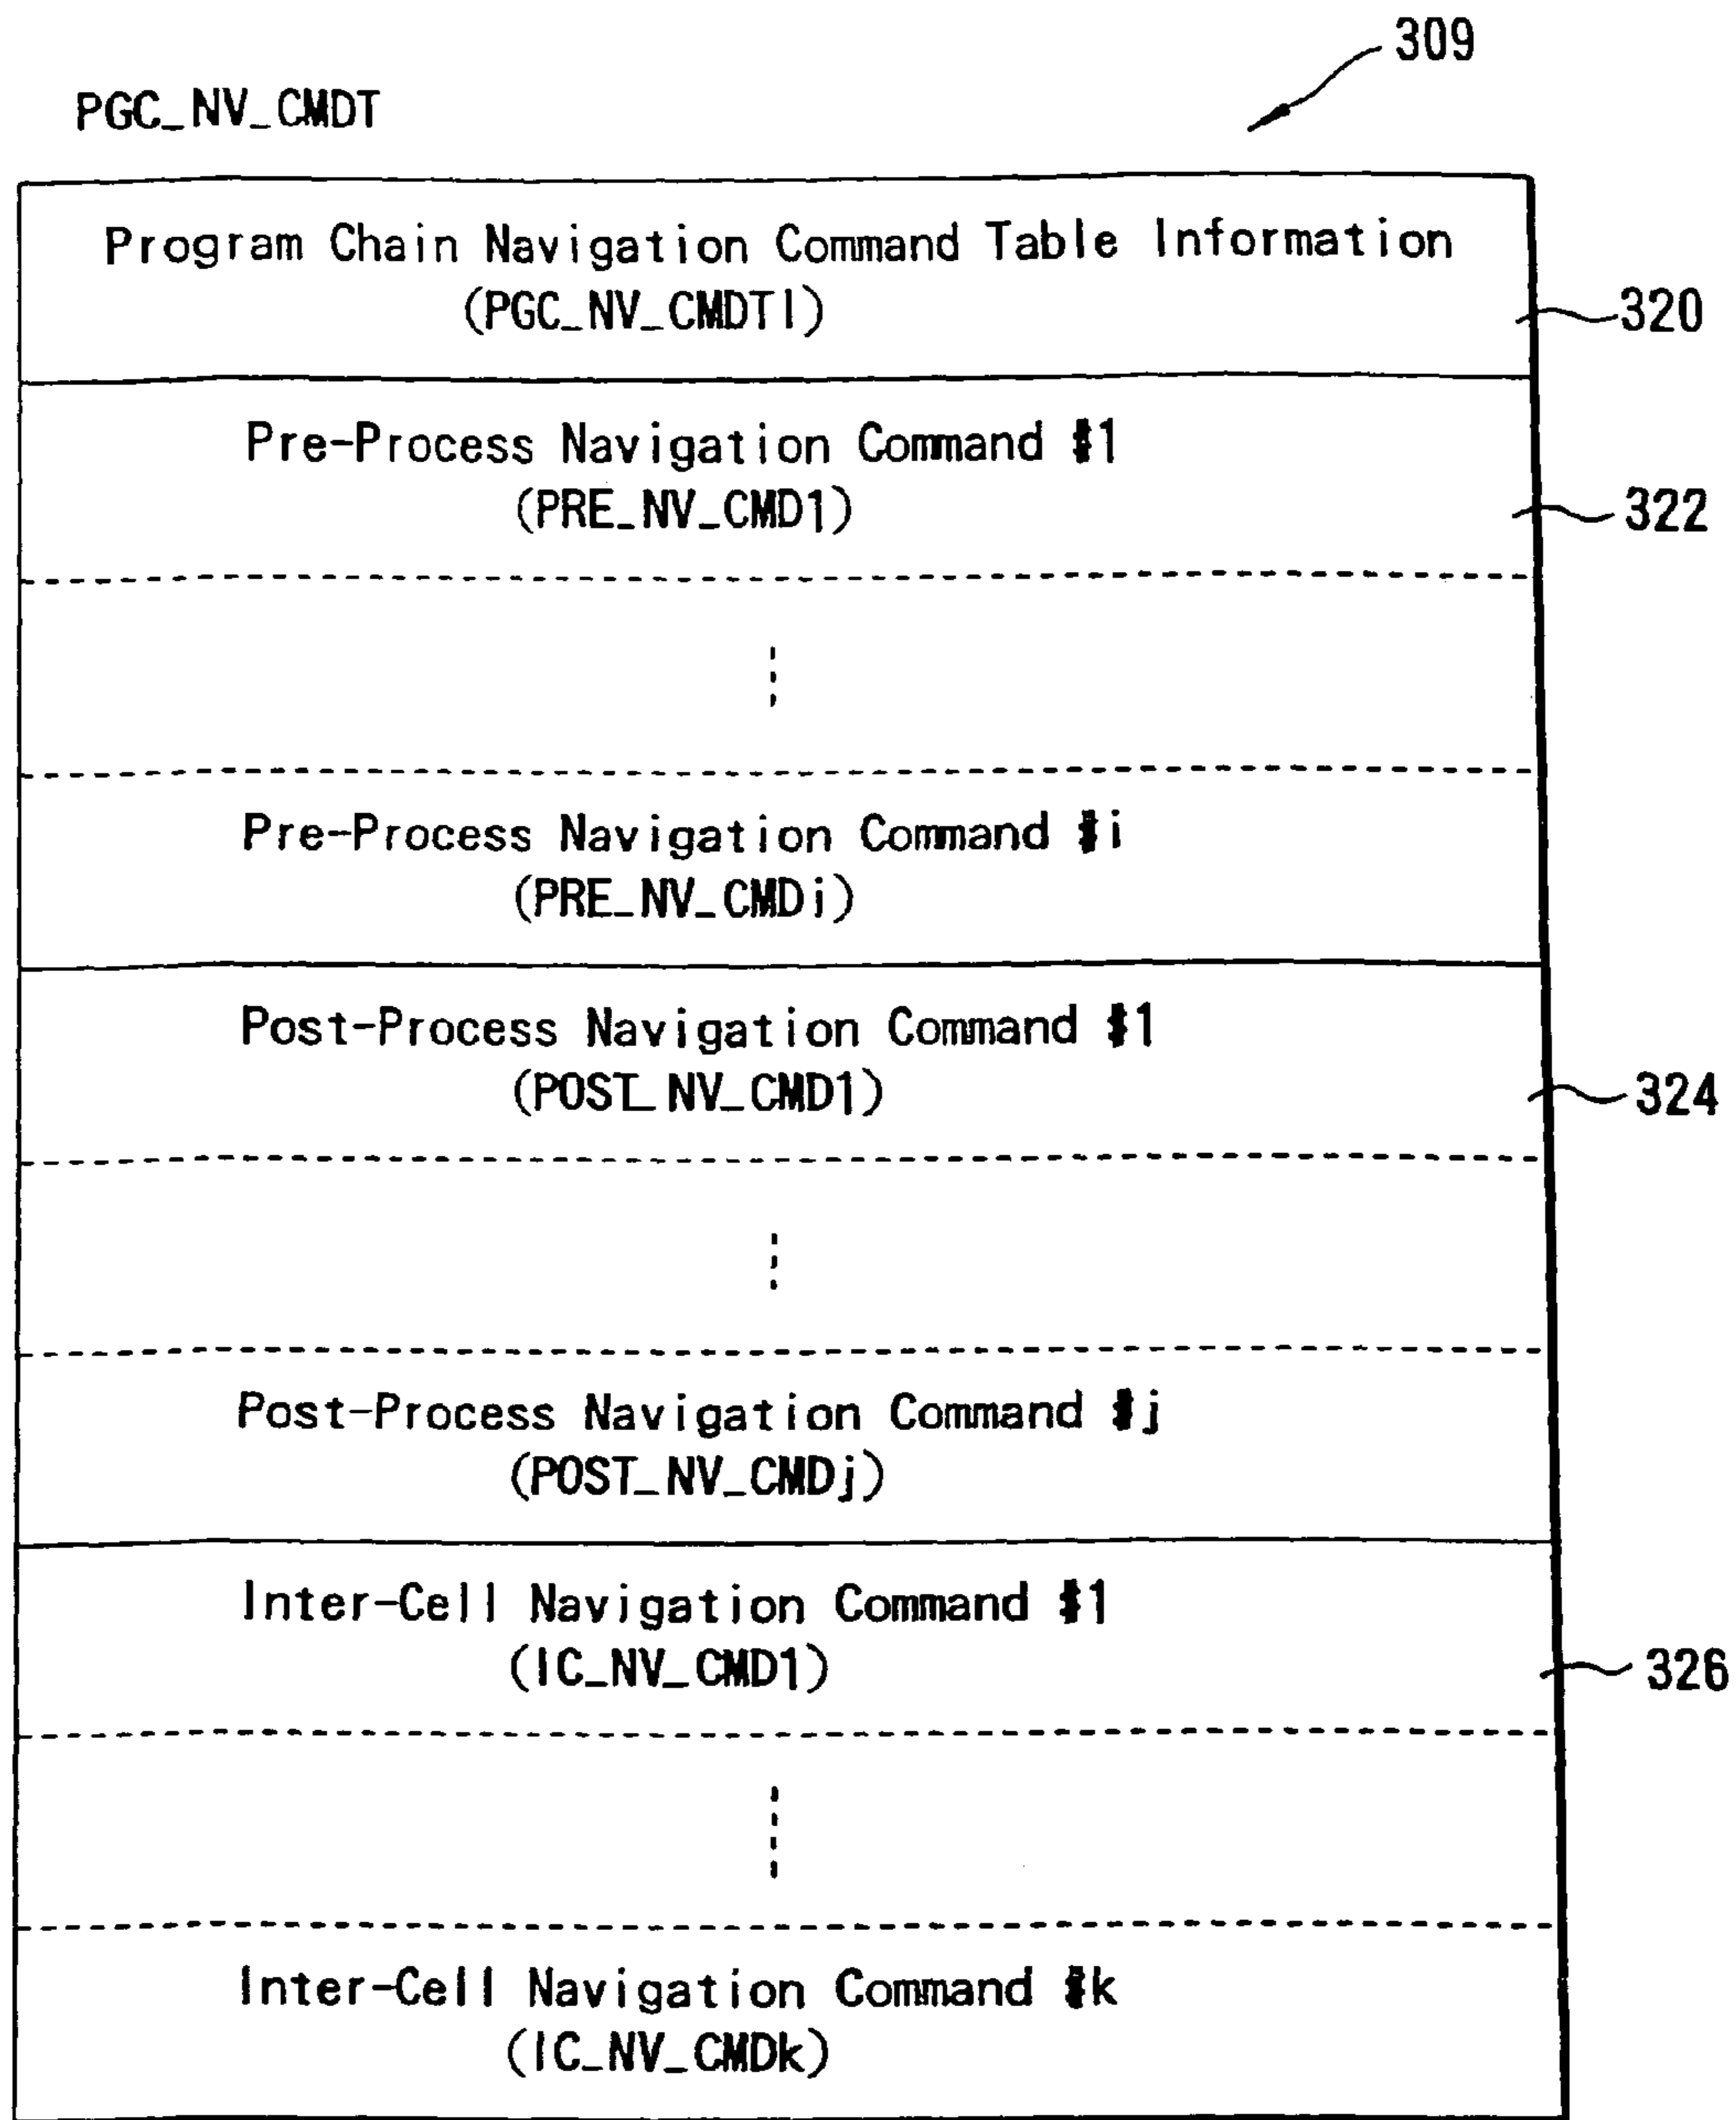 309
PGC_NV_CMDT
Program Chain Navigation Command Table Information
(PGC_NV_CMDTI)
320
Pre-Process Navigation Command #1
(PRE_NV_CMD1)
322
Pre-Process Navigation Command #i
(PRE_NV_CMDi)
Post-Process Navigation Command #1
(POST_NV_CMD1)
324
Post-Process Navigation Command #j
(POST_NV_CMDj)
Inter-Cell Navigation Command #1
(IC_NV_CMD1)
326
Inter-Cell Navigation Command #k
(IC_NV_CMDk)